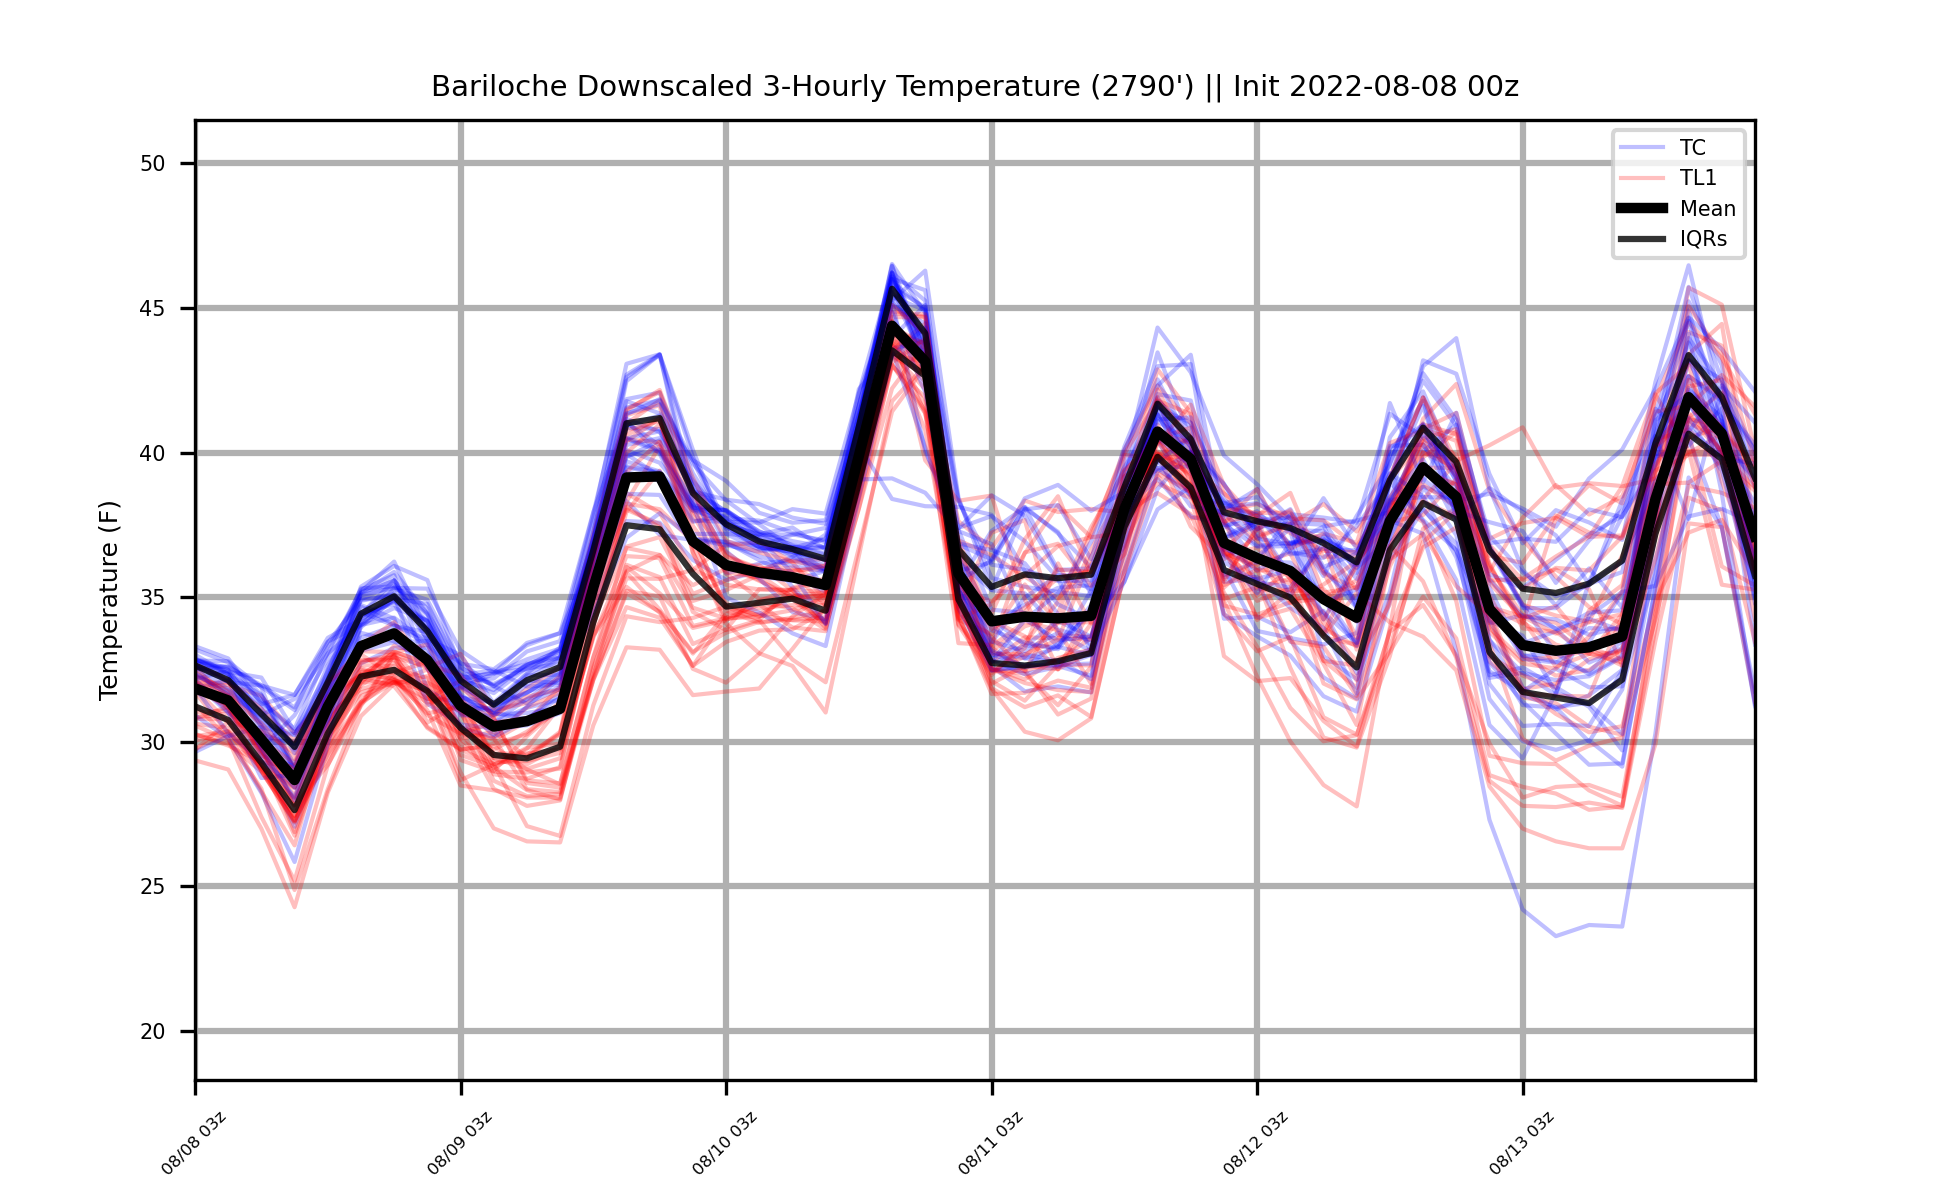 Bariloche Downscaled 3-Hourly Temperature (2790') || Init 2022-08-08 00z
TC
TL1
Mean
IQRs
Temperature (F)
50
45
40
35
30
25
20
08/08 03z
08/09 03z
08/10 03z
08/11 03z
08/12 03z
08/13 03z